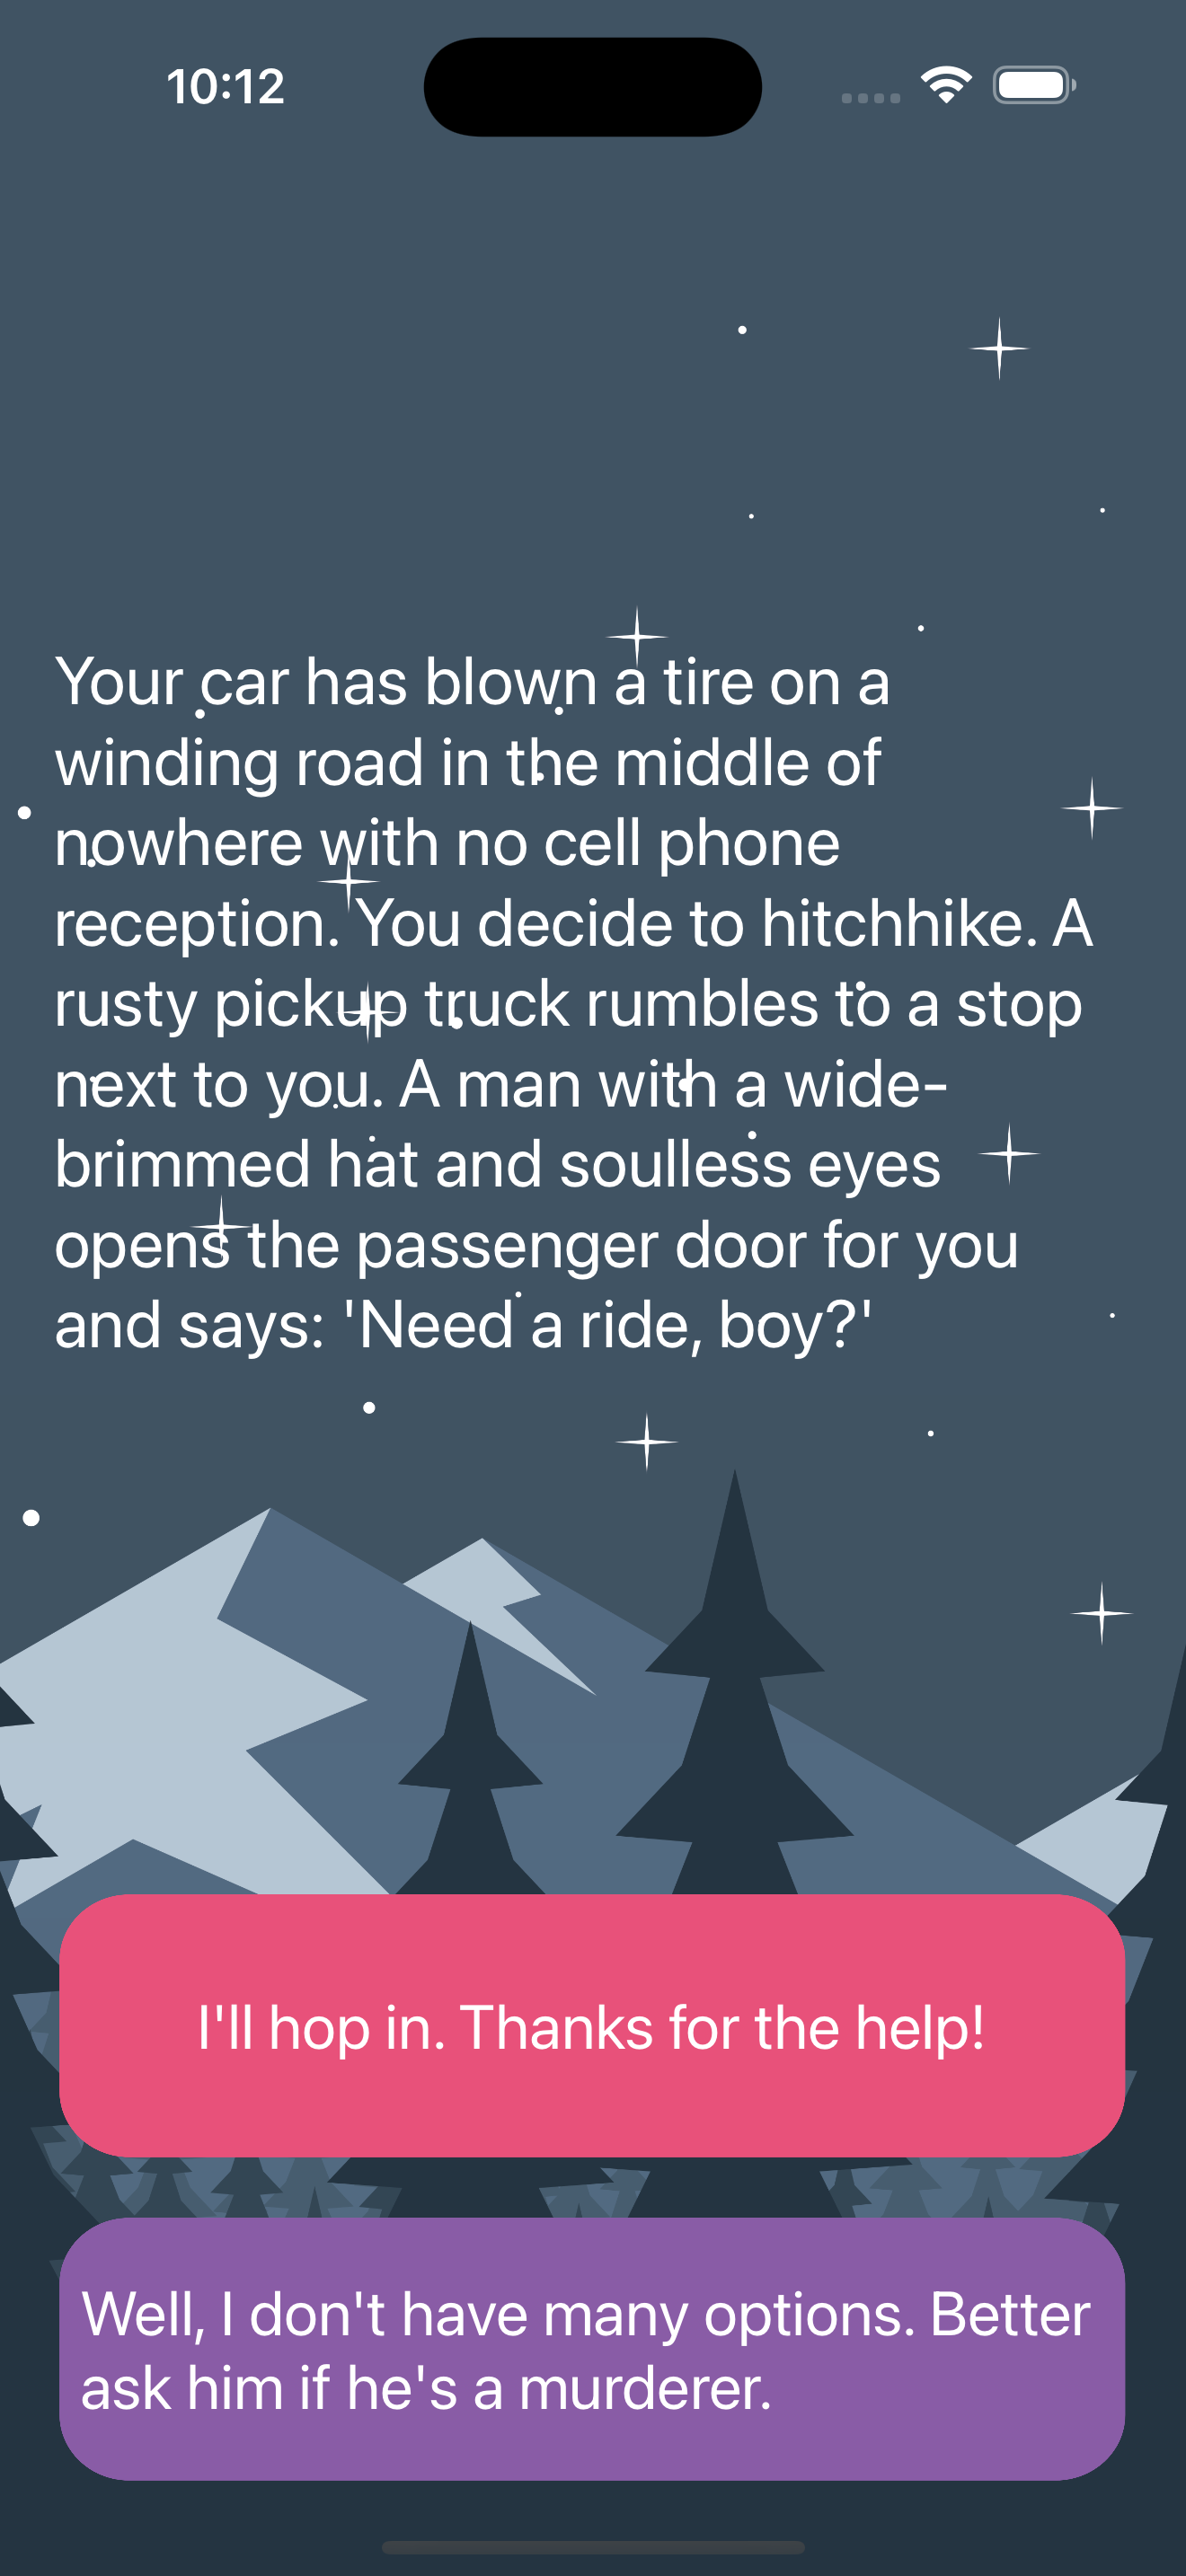 10:12
Your car has blown a tire on a
winding road in the middle of
nowhere with no cell phone
reception. You decide to hitchhike. A
rusty pickup truck rumbles to a stop
next to you. A man with a wide-
brimmed hat and soulless eyes
opens the passenger door for you
and says: 'Need a ride, boy?'
I'll hop in. Thanks for the help!
Well, I don't have many options. Better
ask him if he's a murderer.